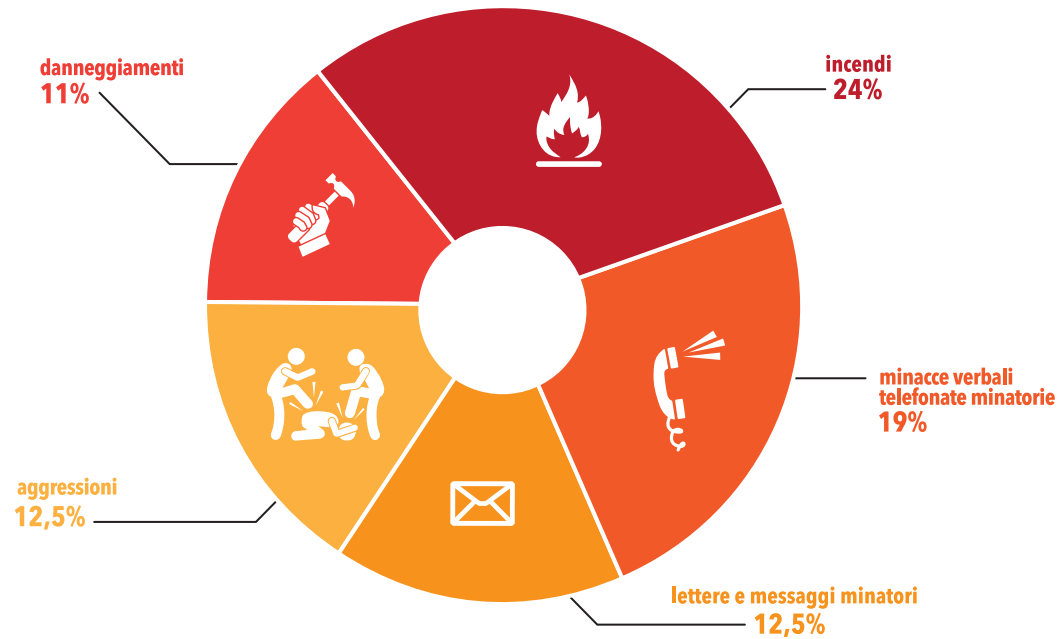 danneggiamenti
11%
incendi
24%
minacce verbali
telefonate minatorie
19%
aggressioni
12,5%
lettere e messaggi minatori
12,5%